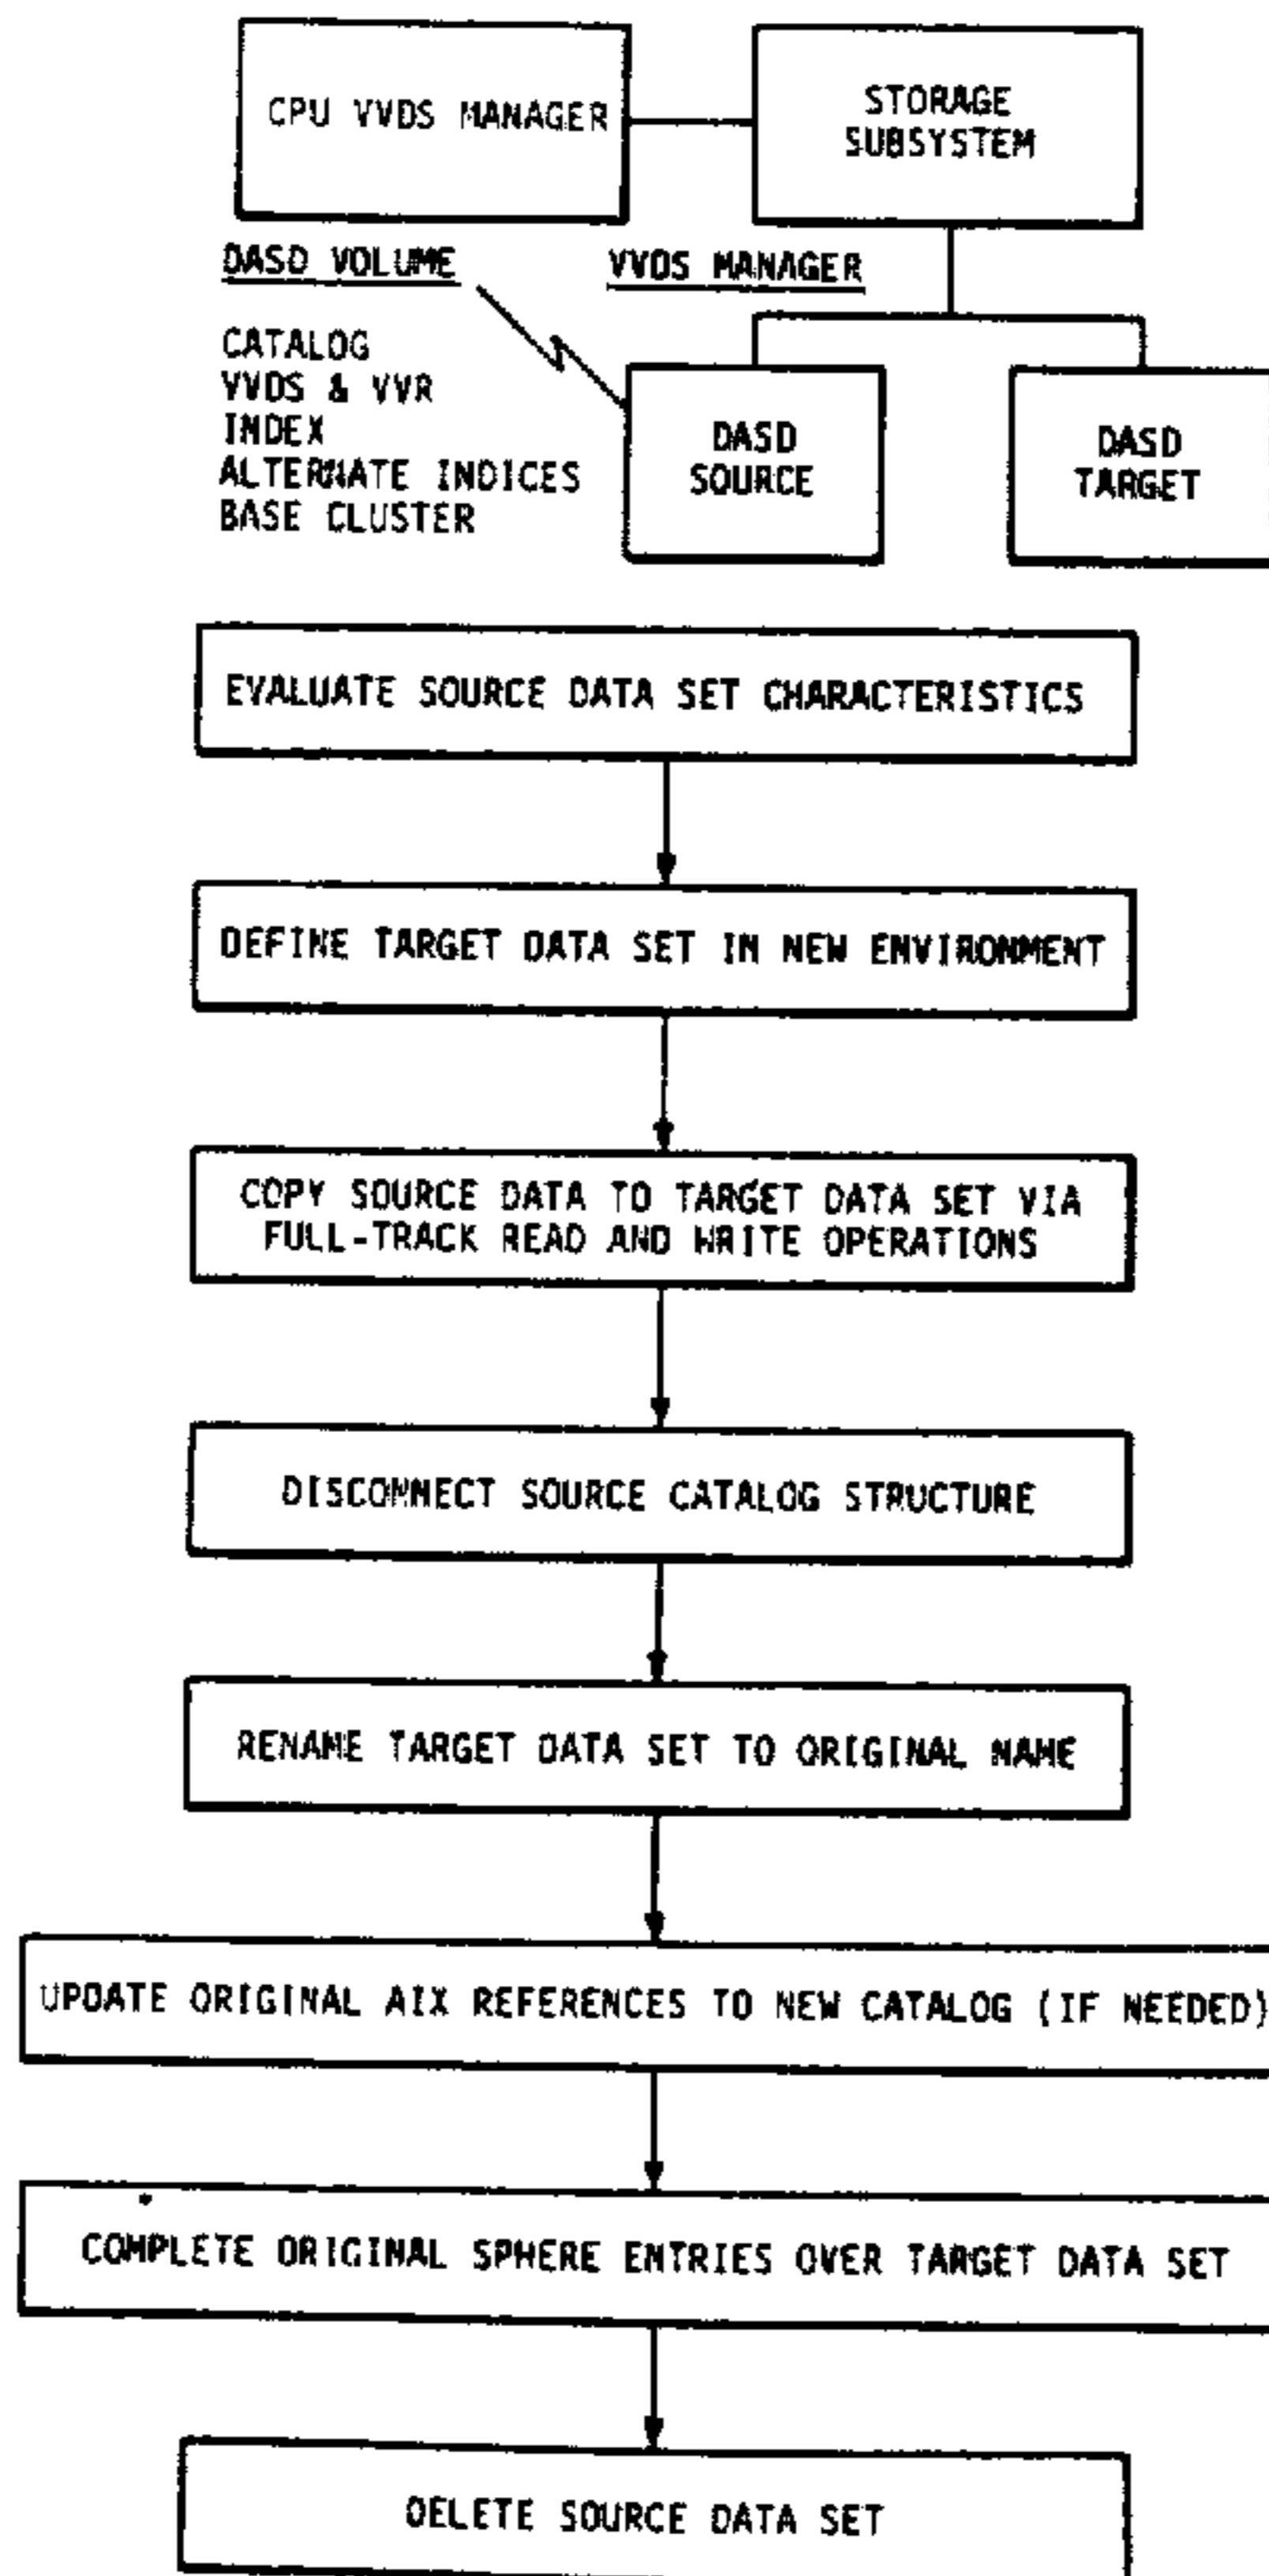 CPU VVDS MANAGER
STORAGE
SUBSYSTEM
DASD VOLUME
VVDS MANAGER
CATALOG
VVDS & VVR
INDEX
ALTERNATE INDICES
BASE CLUSTER
DASD
SOURCE
DASD
TARGET
EVALUATE SOURCE DATA SET CHARACTERISTICS
DEFINE TARGET DATA SET IN NEW ENVIRONMENT
COPY SOURCE DATA TO TARGET DATA SET VIA
FULL-TRACK READ AND WRITE OPERATIONS
DISCONNECT SOURCE CATALOG STRUCTURE
RENAME TARGET DATA SET TO ORIGINAL NAME
UPDATE ORIGINAL AIX REFERENCES TO NEW CATALOG (IF NEEDED)
COMPLETE ORIGINAL SPHERE ENTRIES OVER TARGET DATA SET
DELETE SOURCE DATA SET